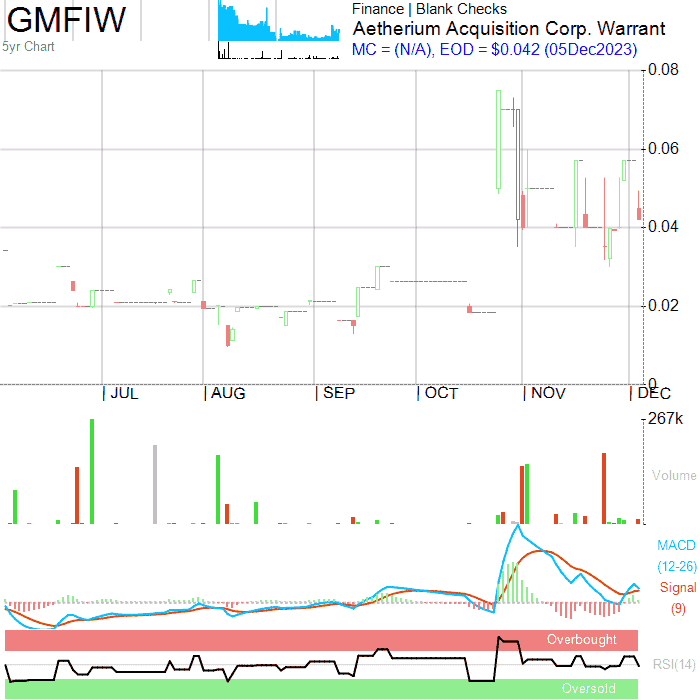 GMFIW
5yr Chart
Finance | Blank Checks
Aetherium Acquisition Corp. Warrant
MC = (N/A), EOD = $0.042 (05Dec2023)
0.08
0.06
0.04
0.02
0
| JUL | AUG | SEP | OCT | NOV | DEC
267k
Volume
MACD
(12-26)
Signal
(9)
Overbought
RSI(14)
Oversold